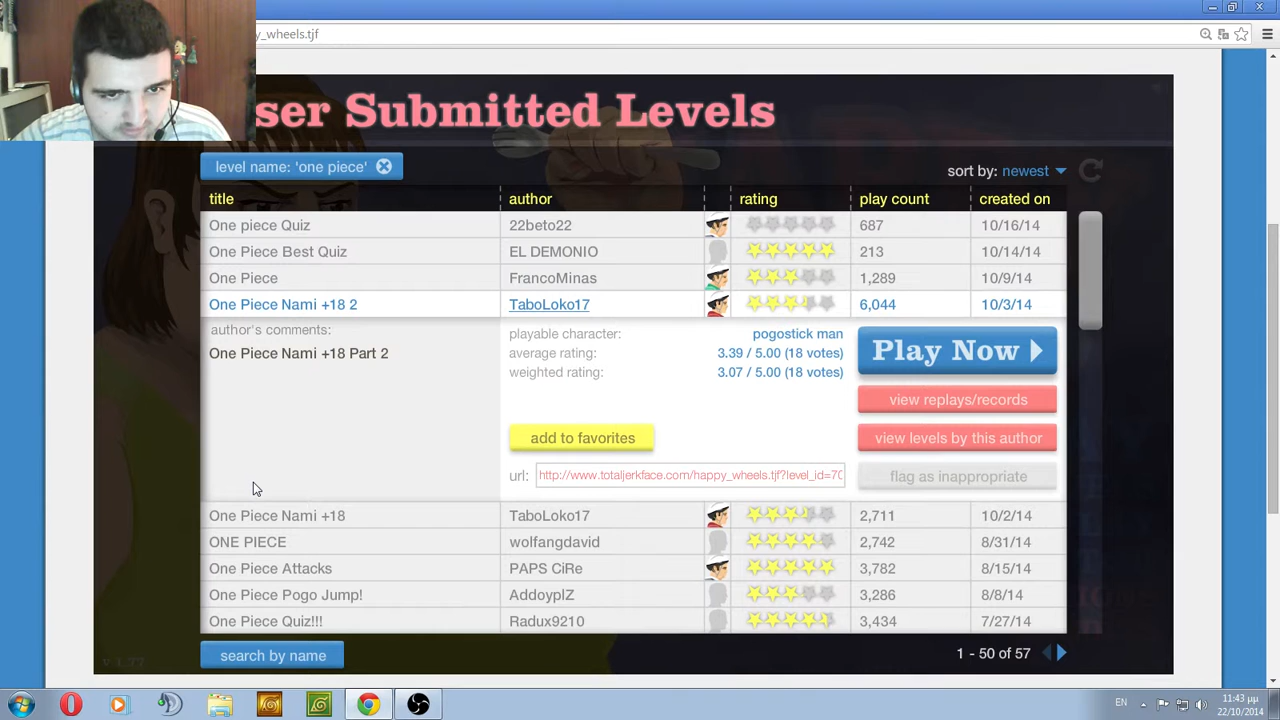 _wheels.tjf
ser Submitted Levels
level name: 'one piece'
sort by: newest
title author rating play count created on
One piece Quiz 22beto22 687 10/16/14
One Piece Best Quiz EL DEMONIO 213 10/14/14
One Piece FrancoMinas 1,289 10/9/14
One Piece Nami +18 2 TaboLoko17 6,044 10/3/14
author's comments:
One Piece Nami +18 Part 2
playable character: pogostick man
average rating: 3.39 / 5.00 (18 votes)
weighted rating: 3.07 / 5.00 (18 votes)
Play Now
view replays/records
add to favorites
view levels by this author
url: http://www.totaljerkface.com/happy_wheels.tjf?level_id=70
flag as inappropriate
One Piece Nami +18 TaboLoko17 2,711 10/2/14
ONE PIECE wolfangdavid 2,742 8/31/14
One Piece Attacks PAPS CiRe 3,782 8/15/14
One Piece Pogo Jump! AddoyplZ 3,286 8/8/14
One Piece Quiz!!! Radux9210 3,434 7/27/14
search by name
1 - 50 of 57
v 1.77
EN
11:43 μμ
22/10/2014